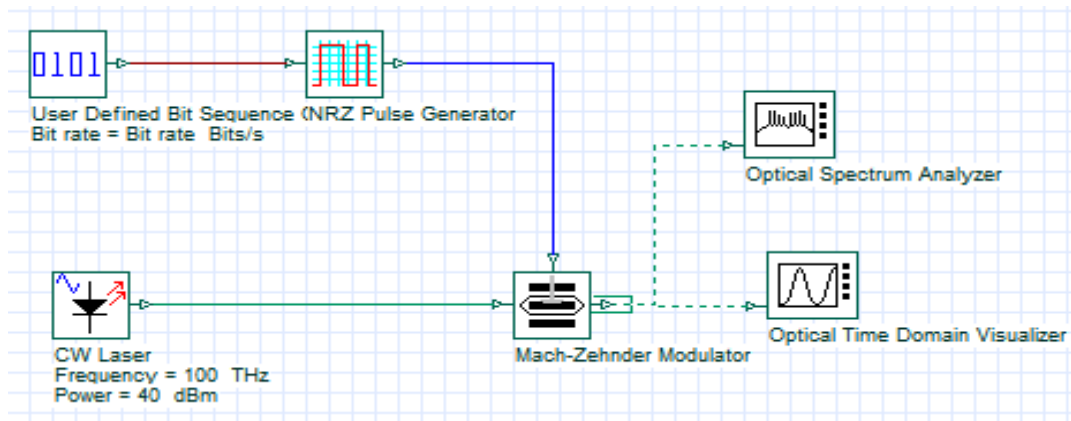 0101
User Defined Bit Sequence (NRZ Pulse Generator
Bit rate = Bit rate Bits/s
Optical Spectrum Analyzer
Optical Time Domain Visualizer
CW Laser
Frequency = 100 THz
Power = 40 dBm
Mach-Zehnder Modulator